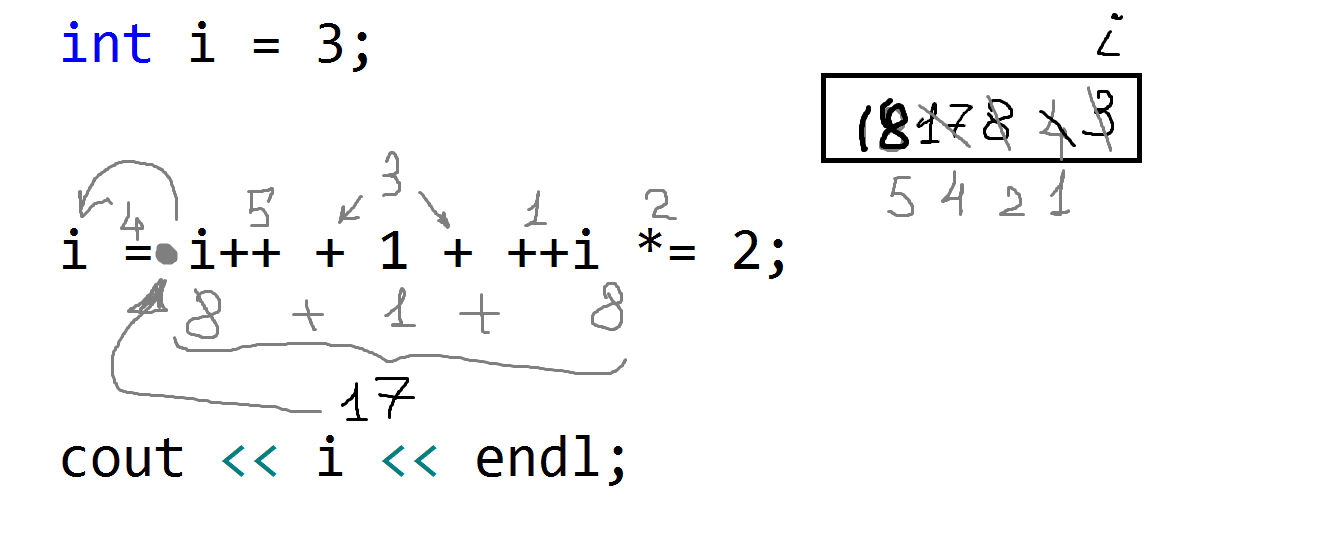 int i = 3;
i
18 17 8 4 3
5 4 2 1
3
4 5 1 2
i = i++ + 1 + ++i *= 2;
8 + 1 + 8
17
cout << i << endl;